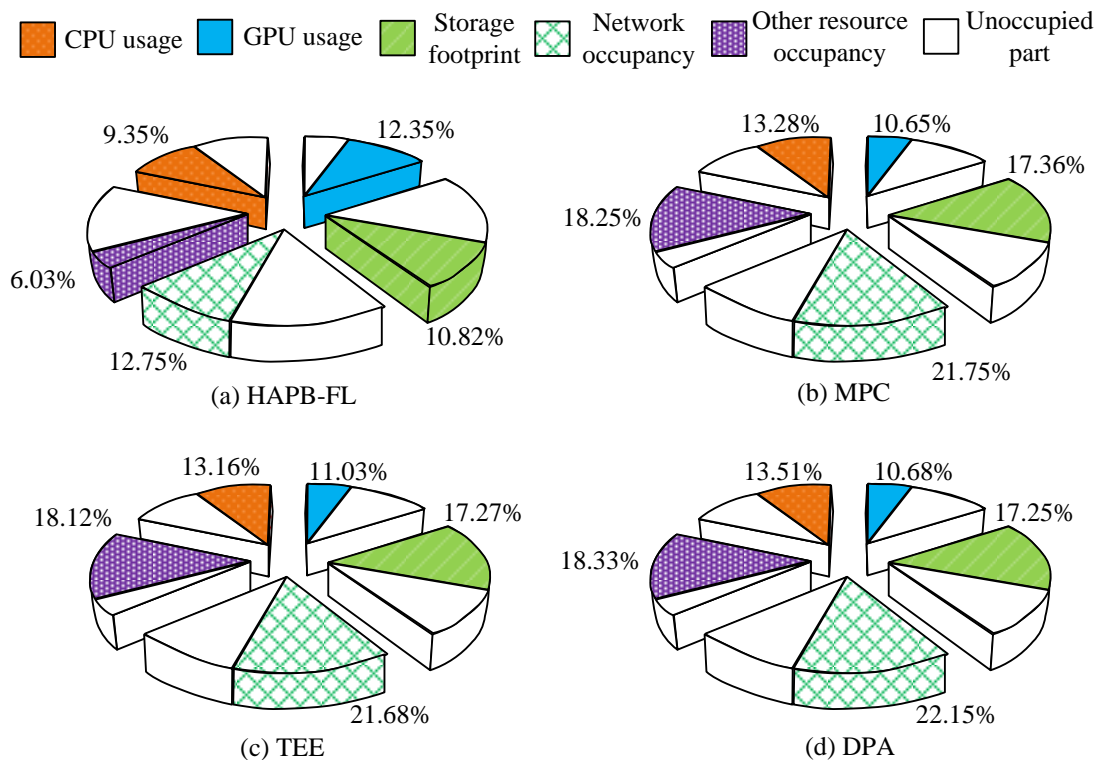 CPU usage
GPU usage
Storage
footprint
Network
occupancy
Other resource
occupancy
Unoccupied
part
9.35%
12.35%
6.03%
10.82%
12.75%
(a) HAPB-FL
13.28%
10.65%
17.36%
18.25%
21.75%
(b) MPC
13.16%
11.03%
18.12%
17.27%
21.68%
(c) TEE
13.51%
10.68%
17.25%
18.33%
22.15%
(d) DPA